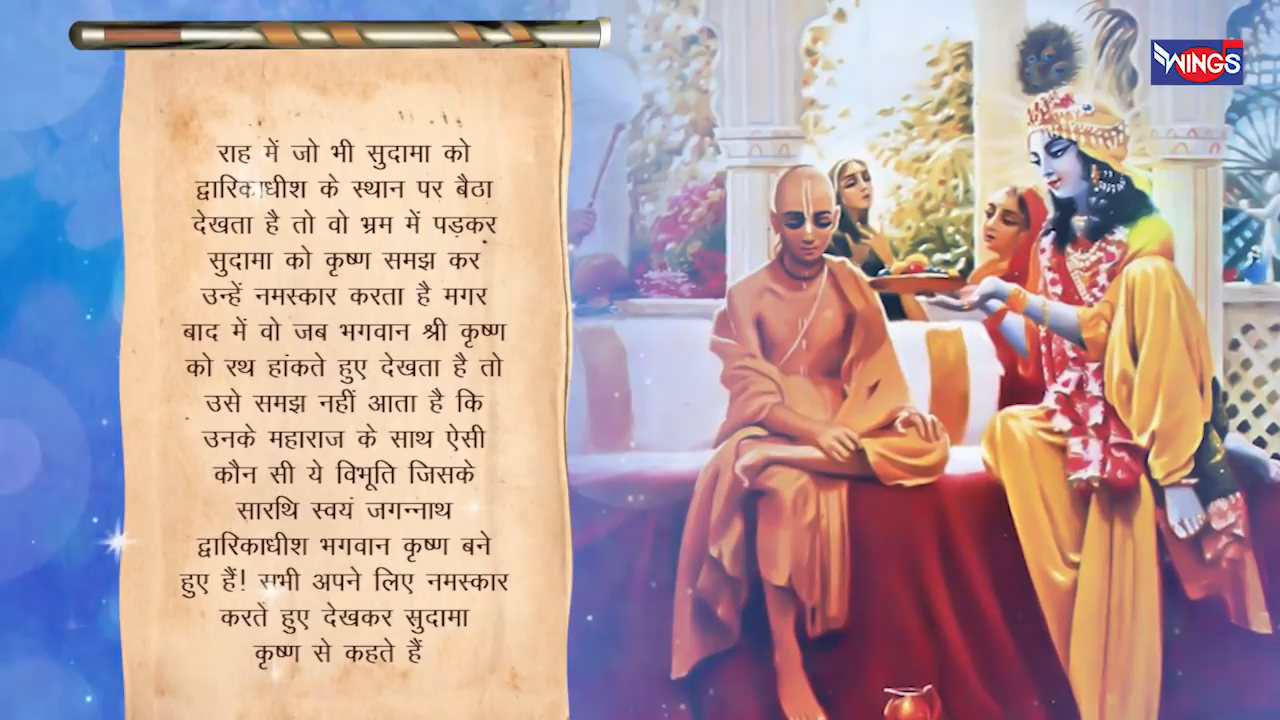 राह में जो भी सुदामा को
द्वारिकाधीश के स्थान पर बैठा
देखता है तो वो भ्रम में पड़कर
सुदामा को कृष्ण समझ कर
उन्हें नमस्कार करता है मगर
बाद में वो जब भगवान श्री कृष्ण
को रथ हांकते हुए देखता है तो
उसे समझ नहीं आता है कि
उनके महाराज के साथ ऐसी
कौन सी ये विभूति जिसके
सारथि स्वयं जगन्नाथ
द्वारिकाधीश भगवान कृष्ण बने
हुए हैं! सभी अपने लिए नमस्कार
करते हुए देखकर सुदामा
कृष्ण से कहते हैं
WINGS